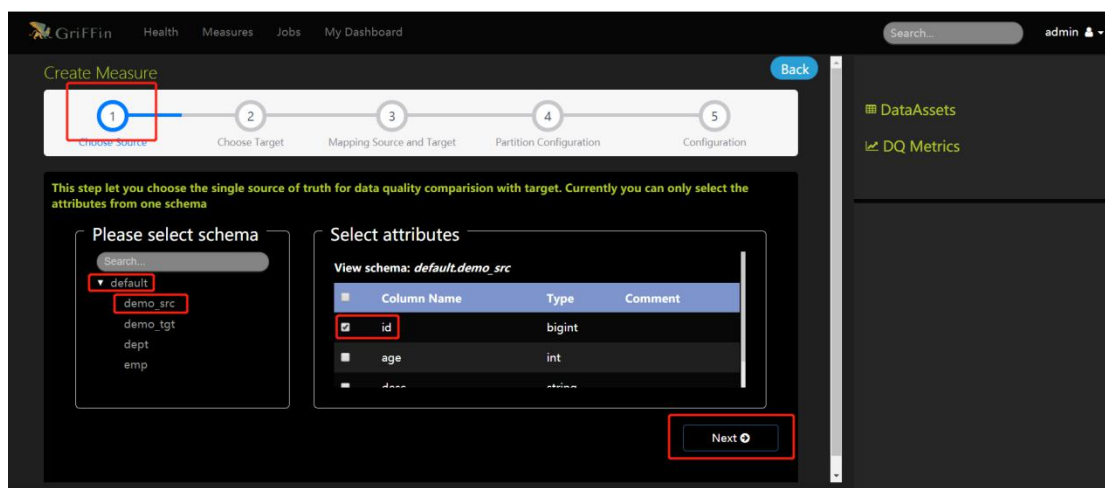 GriFFin Health Measures Jobs My Dashboard Search... admin
Create Measure Back
1 2 3 4 5
Choose Source Choose Target Mapping Source and Target Partition Configuration Configuration
DataAssets
DQ Metrics
This step let you choose the single source of truth for data quality comparision with target. Currently you can only select the
attributes from one schema
Please select schema
Search...
default
demo_src
demo_tgt
dept
emp
Select attributes
View schema: default.demo_src
Column Name Type Comment
id bigint
age int
desc string
Next